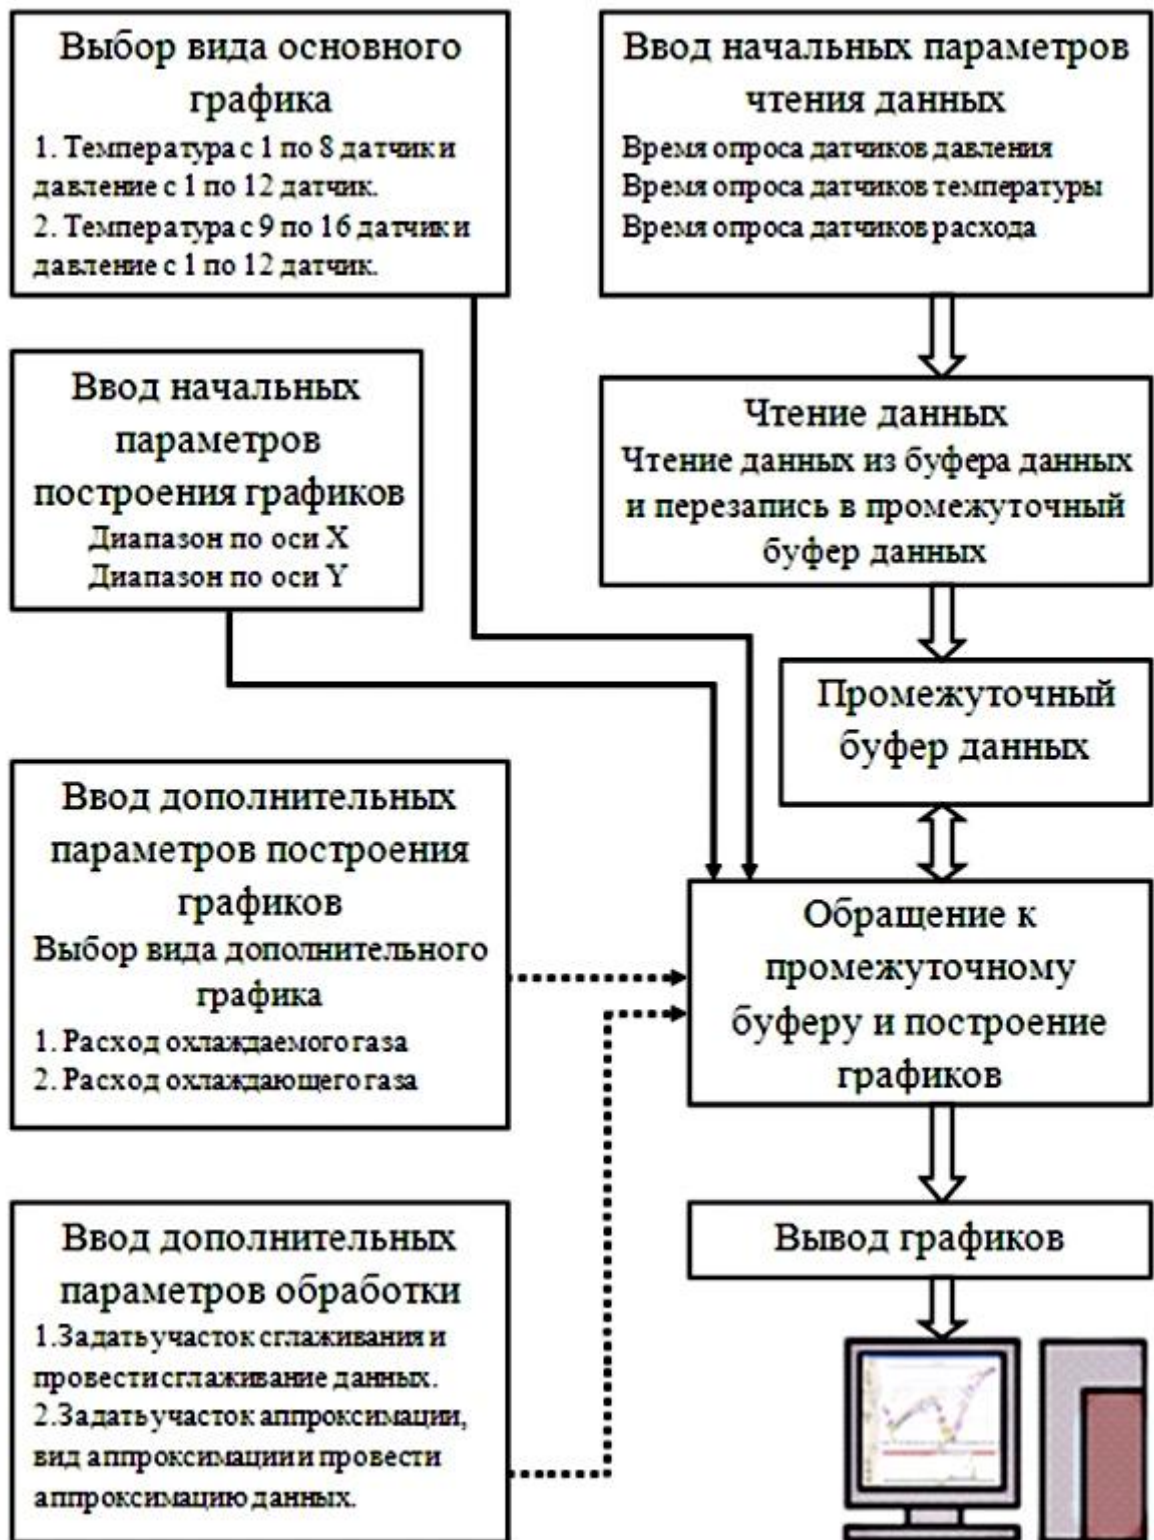 Выбор вида основного
графика
1. Температура с 1 по 8 датчик и
давление с 1 по 12 датчик.
2. Температура с 9 по 16 датчик и
давление с 1 по 12 датчик.
Ввод начальных параметров
чтения данных
Время опроса датчиков давления
Время опроса датчиков температуры
Время опроса датчиков расхода
Ввод начальных
параметров
построения графиков
Диапазон по оси X
Диапазон по оси Y
Чтение данных
Чтение данных из буфера данных
и перезапись в промежуточный
буфер данных
Промежуточный
буфер данных
Ввод дополнительных
параметров построения
графиков
Выбор вида дополнительного
графика
1. Расход охлаждаемого газа
2. Расход охлаждающего газа
Обращение к
промежуточному
буферу и построение
графиков
Ввод дополнительных
параметров обработки
1.Задать участок сглаживания и
провести сглаживание данных.
2.Задать участок аппроксимации,
вид аппроксимации и провести
аппроксимацию данных.
Вывод графиков